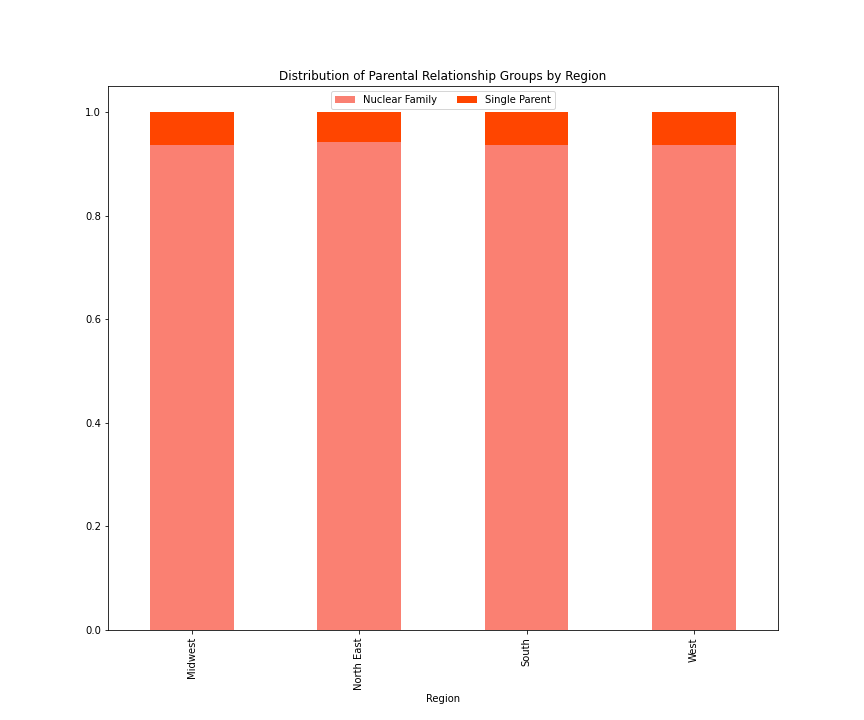 Distribution of Parental Relationship Groups by Region
Nuclear Family Single Parent
1.0
0.8
0.6
0.4
0.2
0.0
Midwest
North East
South
West
Region